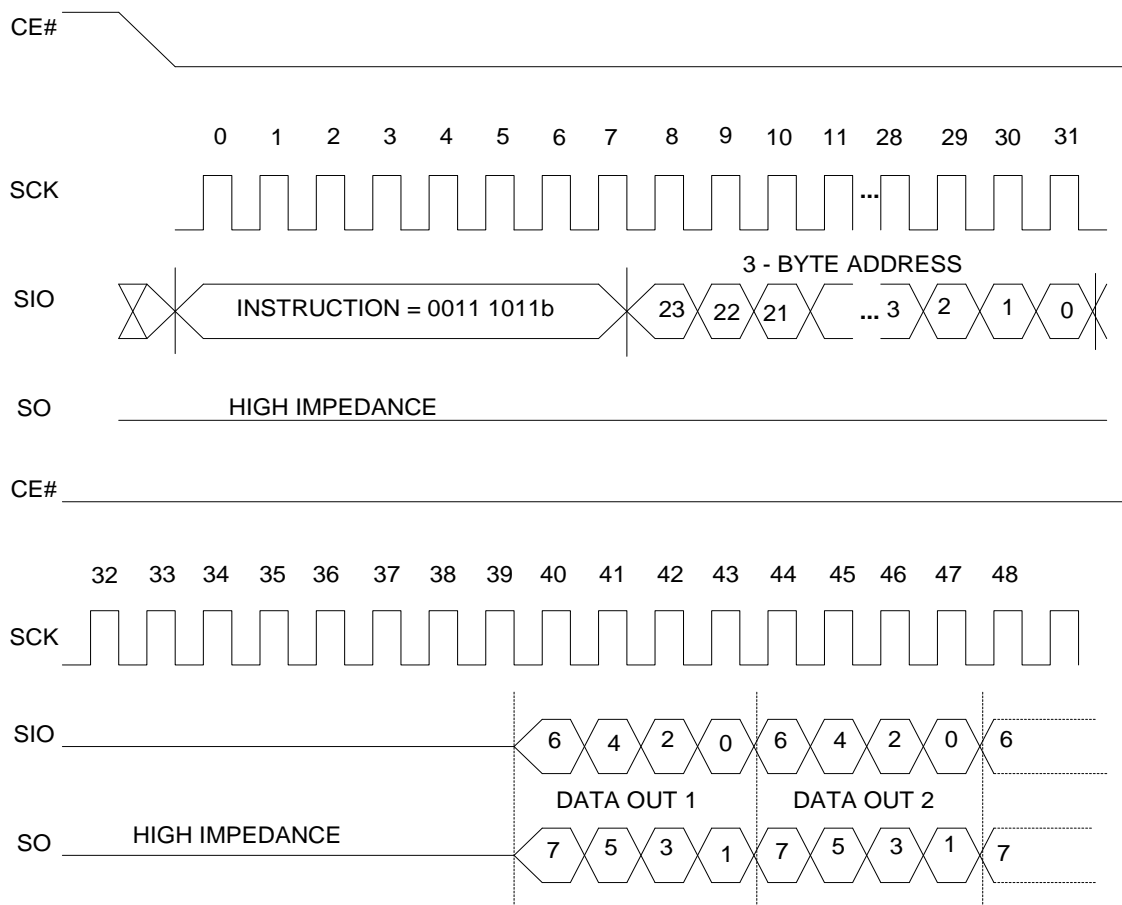 CE#
0 1 2 3 4 5 6 7 8 9 10 11 28 29 30 31
SCK ...
3 - BYTE ADDRESS
SIO INSTRUCTION = 0011 1011b 23 22 21 ... 3 2 1 0
SO HIGH IMPEDANCE
CE#
32 33 34 35 36 37 38 39 40 41 42 43 44 45 46 47 48
SCK
SIO 6 4 2 0 6 4 2 0 6
DATA OUT 1 DATA OUT 2
SO HIGH IMPEDANCE 7 5 3 1 7 5 3 1 7